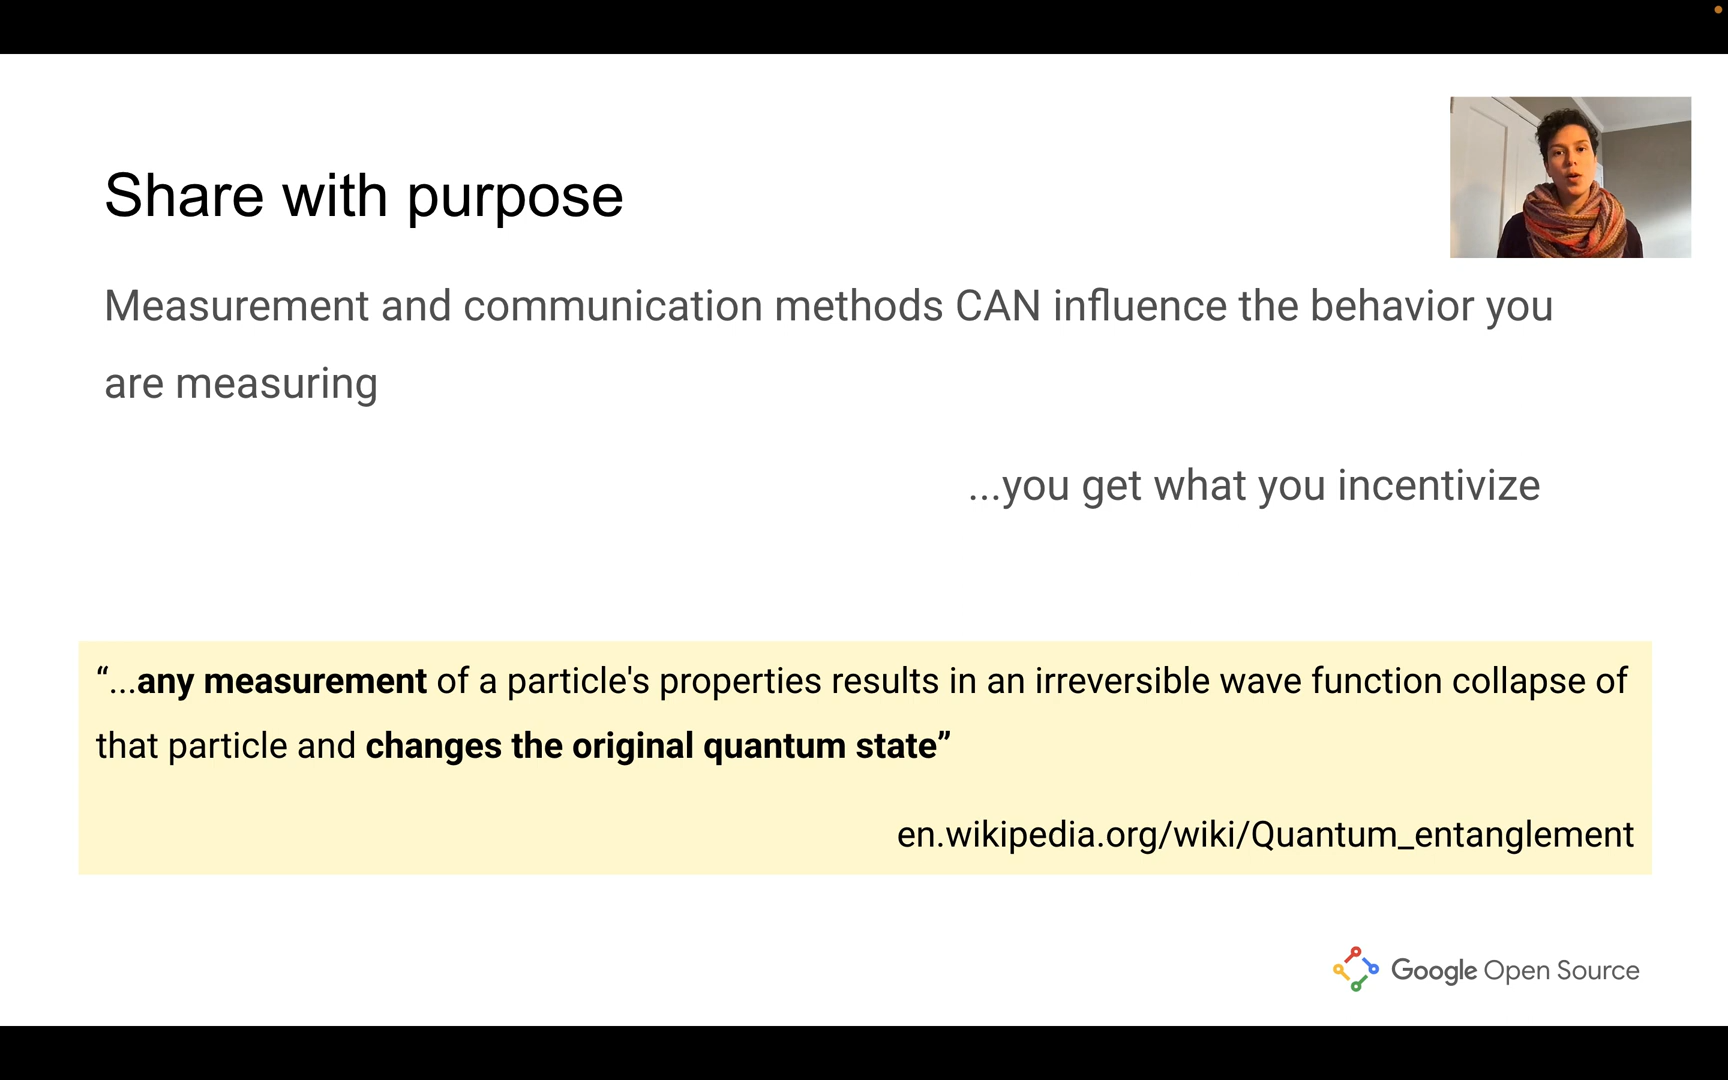 Share with purpose
Measurement and communication methods CAN influence the behavior you
are measuring
...you get what you incentivize
“...any measurement of a particle's properties results in an irreversible wave function collapse of
that particle and changes the original quantum state”
en.wikipedia.org/wiki/Quantum_entanglement
Google Open Source